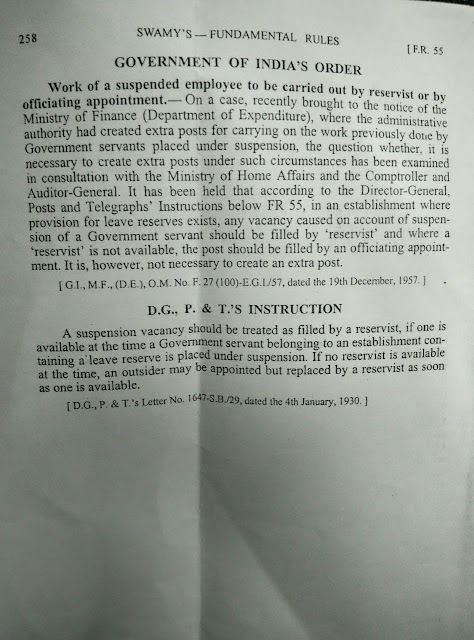 258
SWAMY'S — FUNDAMENTAL RULES
[ F.R. 55
GOVERNMENT OF INDIA'S ORDER
Work of a suspended employee to be carried out by reservist or by
officiating appointment.— On a case, recently brought to the notice of the
Ministry of Finance (Department of Expenditure), where the administrative
authority had created extra posts for carrying on the work previously done by
Government servants placed under suspension, the question whether, it is
necessary to create extra posts under such circumstances has been examined
in consultation with the Ministry of Home Affairs and the Comptroller and
Auditor-General. It has been held that according to the Director-General,
Posts and Telegraphs' Instructions below FR 55, in an establishment where
provision for leave reserves exists, any vacancy caused on account of suspen-
sion of a Government servant should be filled by 'reservist' and where a
'reservist' is not available, the post should be filled by an officiating appoint-
ment. It is, however, not necessary to create an extra post.
[ G.I., M.F., (D.E.), O.M. No. F. 27 (100)-E.G.I./57, dated the 19th December, 1957. ]
D.G., P. & T.'S INSTRUCTION
A suspension vacancy should be treated as filled by a reservist, if one is
available at the time a Government servant belonging to an establishment con-
taining a leave reserve is placed under suspension. If no reservist is available
at the time, an outsider may be appointed but replaced by a reservist as soon
as one is available.
[ D.G., P. & T.'s Letter No. 1647-S.B./29, dated the 4th January, 1930. ]